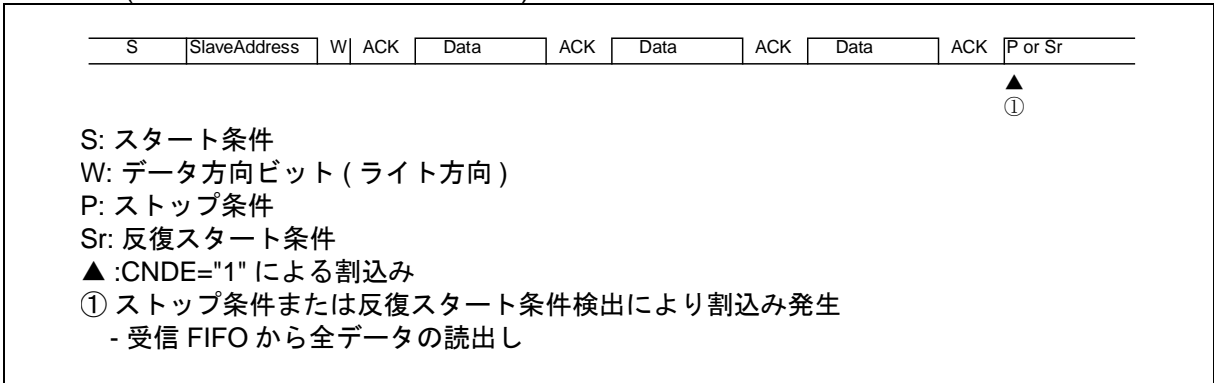 S SlaveAddress W ACK Data ACK Data ACK Data ACK P or Sr
▲
①
S: スタート条件
W: データ方向ビット ( ライト方向 )
P: ストップ条件
Sr: 反復スタート条件
▲ :CNDE="1" による割込み
① ストップ条件または反復スタート条件検出により割込み発生
- 受信 FIFO から全データの読出し